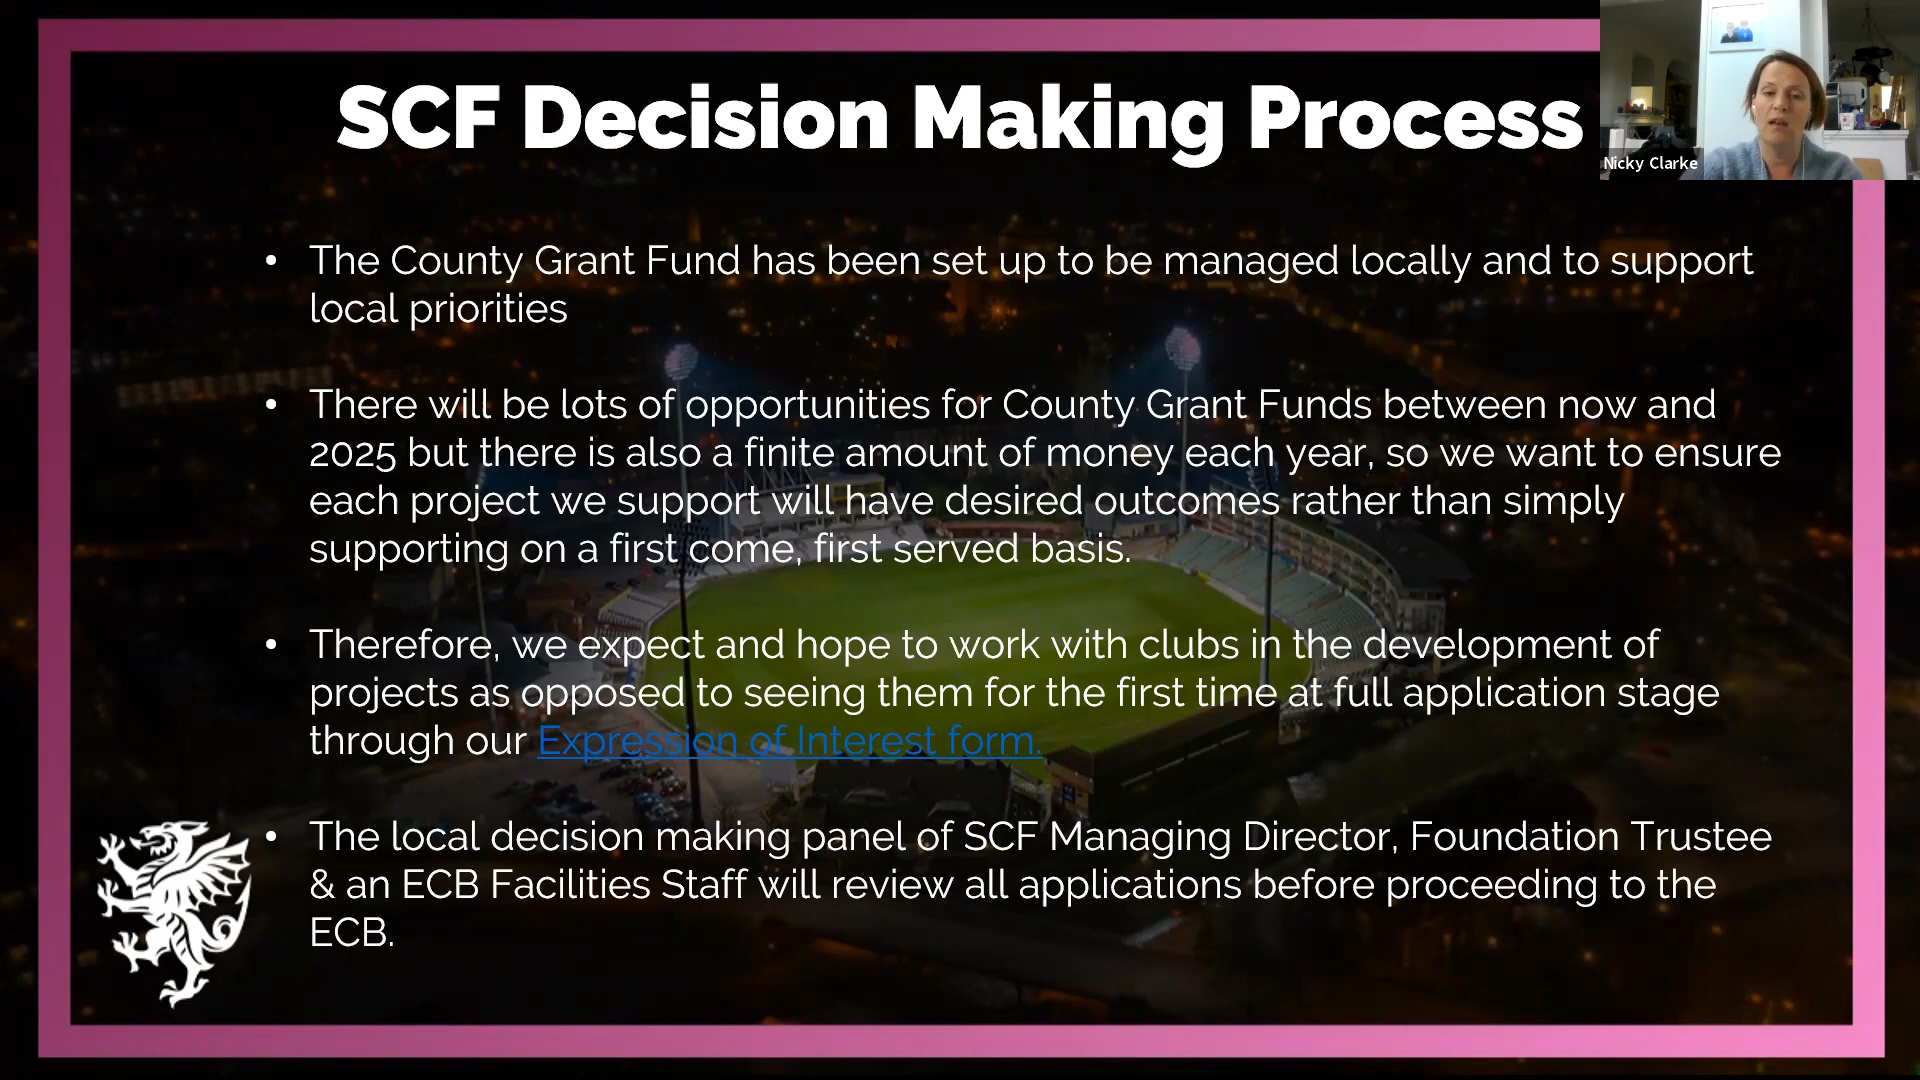 SCF Decision Making Process
Nicky Clarke
• The County Grant Fund has been set up to be managed locally and to support
local priorities
• There will be lots of opportunities for County Grant Funds between now and
2025 but there is also a finite amount of money each year, so we want to ensure
each project we support will have desired outcomes rather than simply
supporting on a first come, first served basis.
• Therefore, we expect and hope to work with clubs in the development of
projects as opposed to seeing them for the first time at full application stage
through our Expression of Interest form.
• The local decision making panel of SCF Managing Director, Foundation Trustee
& an ECB Facilities Staff will review all applications before proceeding to the
ECB.